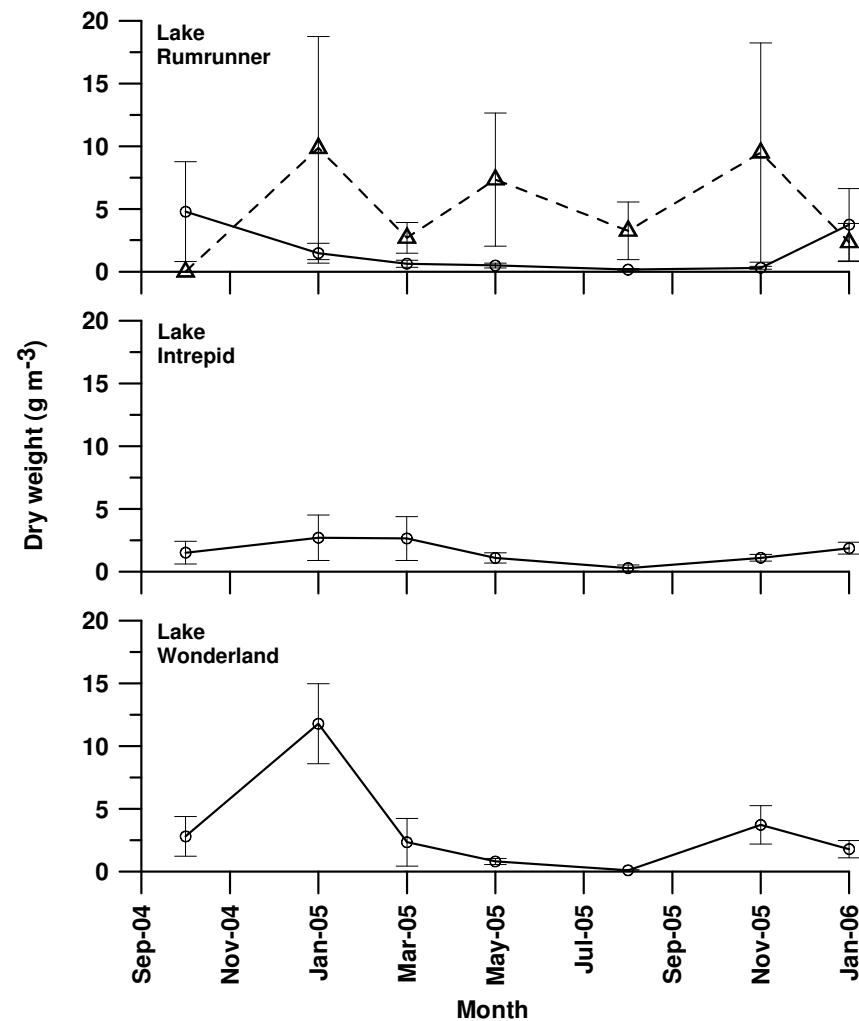 Lake
Rumrunner
20
15
10
5
0
Lake
Intrepid
20
15
10
5
0
Dry weight (g m-3)
Lake
Wonderland
20
15
10
5
0
Sep-04
Nov-04
Jan-05
Mar-05
May-05
Jul-05
Sep-05
Nov-05
Jan-06
Month